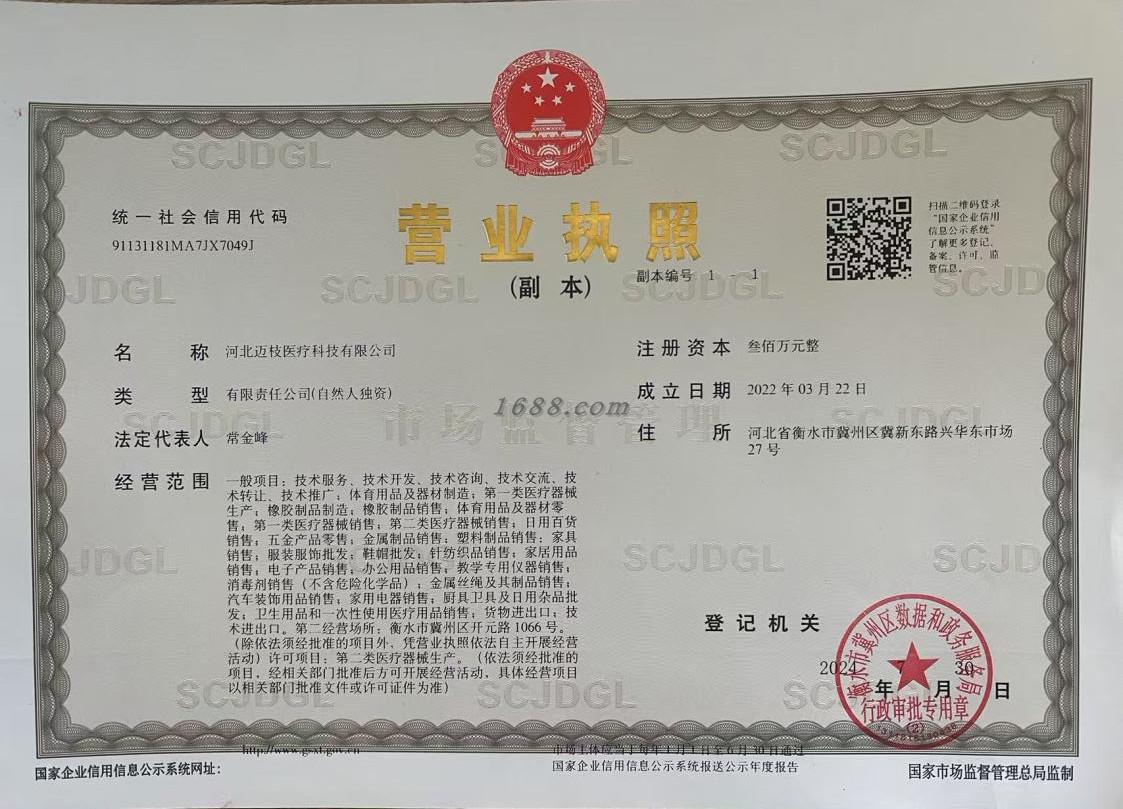 统一社会信用代码
91131181MA7JX7049J
营业执照
(副本)
副本编号 1 - 1
扫描二维码登录
“国家企业信用
信息公示系统”
了解更多登记、
备案、许可、监
管信息。
名称 河北迈枝医疗科技有限公司
类型 有限责任公司(自然人独资)
法定代表人 常金峰
经营范围 一般项目：技术服务、技术开发、技术咨询、技术交流、技
术转让、技术推广；体育用品及器材制造；第一类医疗器械
生产；橡胶制品制造；橡胶制品销售；体育用品及器材零
售；第一类医疗器械销售；第二类医疗器械销售；日用百货
销售；五金产品零售；金属制品销售；塑料制品销售；家具
销售；服装服饰批发；鞋帽批发；针纺织品销售；家居用品
销售；电子产品销售；办公用品销售；教学专用仪器销售；
消毒剂销售（不含危险化学品）；金属丝绳及其制品销售；
汽车装饰用品销售；家用电器销售；厨具卫具及日用杂品批
发；卫生用品和一次性使用医疗用品销售；货物进出口；技
术进出口。第二经营场所：衡水市冀州区开元路1066号。
（除依法须经批准的项目外，凭营业执照依法自主开展经营
活动）许可项目：第二类医疗器械生产。（依法须经批准的
项目，经相关部门批准后方可开展经营活动，具体经营项目
以相关部门批准文件或许可证件为准）
注册资本 叁佰万元整
成立日期 2022年03月22日
住所 河北省衡水市冀州区冀新东路兴华东市场
27号
1688.com
市场监督管理
SCJDGL
登记机关
2024年7月30日
衡水市冀州区数据和政务服务局
行政审批专用章
(2)
http://www.gsxt.gov.cn
国家企业信用信息公示系统网址：
市场主体应当于每年1月1日至6月30日通过
国家企业信用信息公示系统报送公示年度报告
国家市场监督管理总局监制